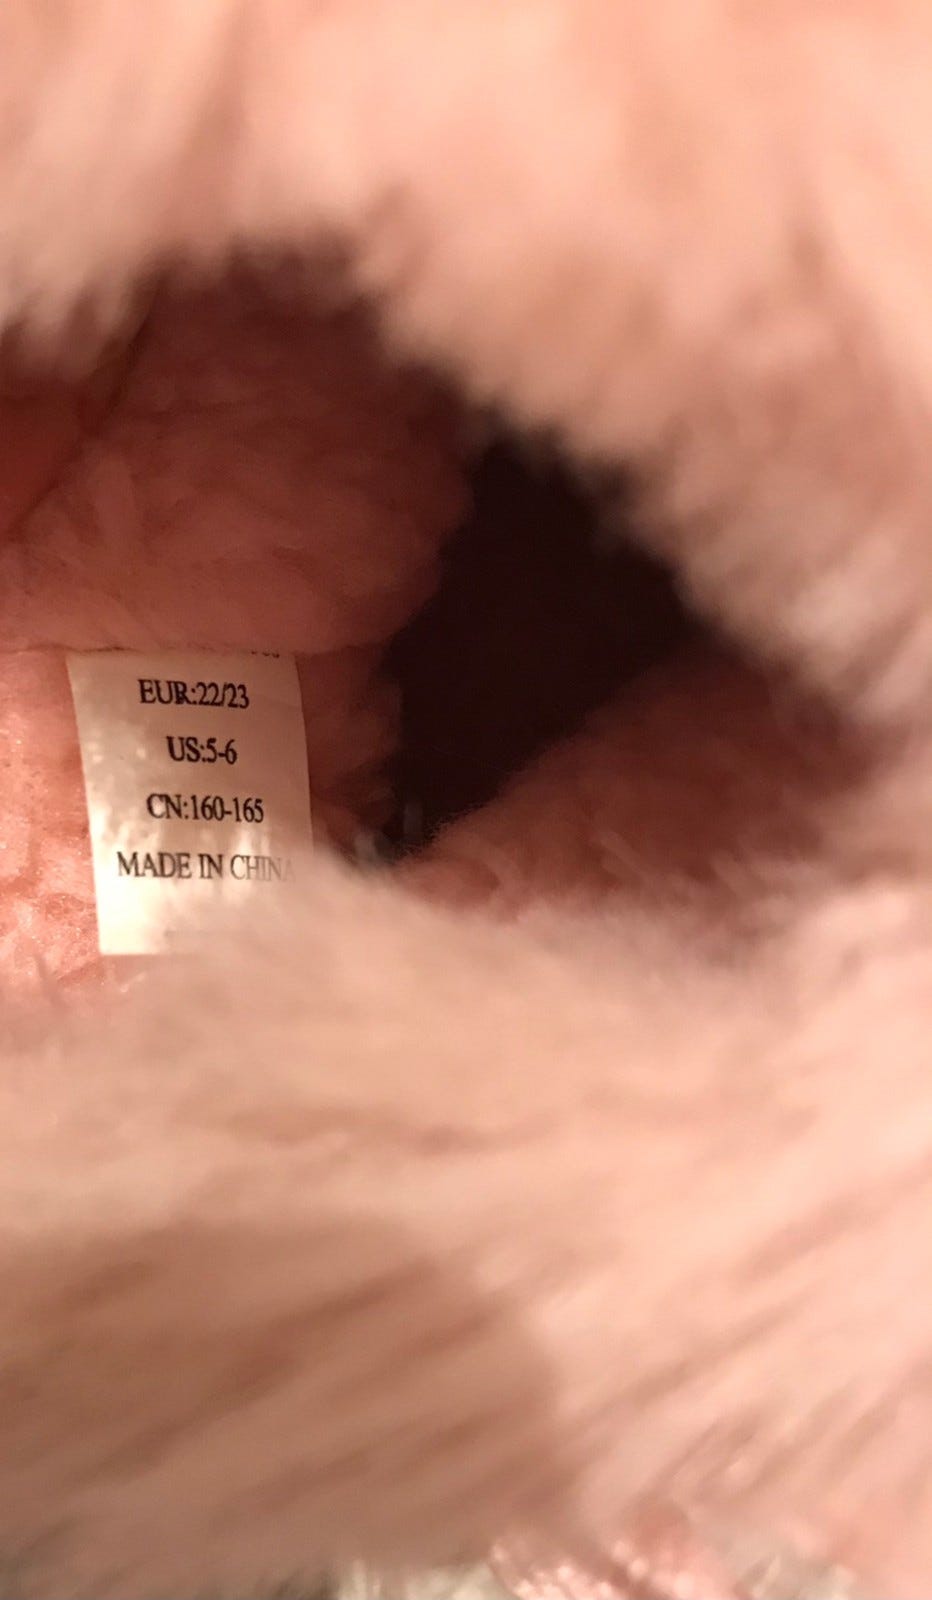 EUR:22/23
US:5-6
CN:160-165
MADE IN CHINA